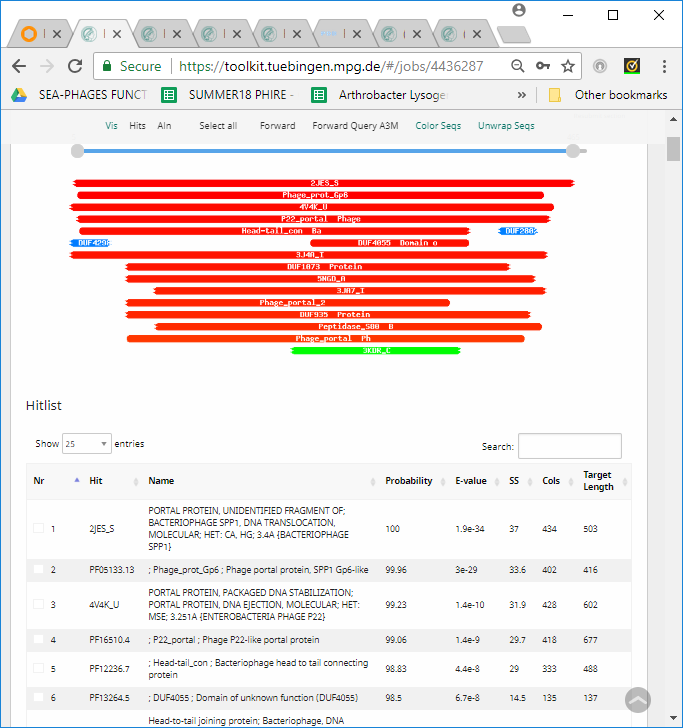 Secure https://toolkit.tuebingen.mpg.de/#/jobs/4436287
SEA-PHAGES FUNCT SUMMER18 PHIRE - Arthrobacter Lysoge » Other bookmarks
Vis Hits Aln Select all Forward Forward Query A3M Color Seqs Unwrap Seqs
2JES_S
Phage_prot_Gp6
4V4K_U
P22_portal Phage
Head-tail_con Ba DUF286
DUF4298 DUF4055 Domain o
3J4A_I
DUF1073 Protein
5NGD_A
3JA7_I
Phage_portal_2
DUF935 Protein
Peptidase_S80 B
Phage_portal Ph
3KDR_C
Hitlist
Show 25 entries Search:
Nr Hit Name Probability E-value SS Cols Target
Length
PORTAL PROTEIN, UNIDENTIFIED FRAGMENT OF;
BACTERIOPHAGE SPP1, DNA TRANSLOCATION,
1 2JES_S MOLECULAR; HET: CA, HG; 3.4A {BACTERIOPHAGE 100 1.9e-34 37 434 503
SPP1}
2 PF05133.13 ; Phage_prot_Gp6 ; Phage portal protein, SPP1 Gp6-like 99.96 3e-29 33.6 402 416
PORTAL PROTEIN, PACKAGED DNA STABILIZATION;
3 4V4K_U PORTAL PROTEIN, DNA EJECTION, MOLECULAR; HET: 99.23 1.4e-10 31.9 428 602
MSE; 3.251A {ENTEROBACTERIA PHAGE P22}
4 PF16510.4 ; P22_portal ; Phage P22-like portal protein 99.06 1.4e-9 29.7 418 677
5 PF12236.7 ; Head-tail_con ; Bacteriophage head to tail connecting 98.83 4.4e-8 29 333 488
protein
6 PF13264.5 ; DUF4055 ; Domain of unknown function (DUF4055) 98.5 6.7e-8 14.5 135 137
Head-to-tail joining protein; Bacteriophage, DNA